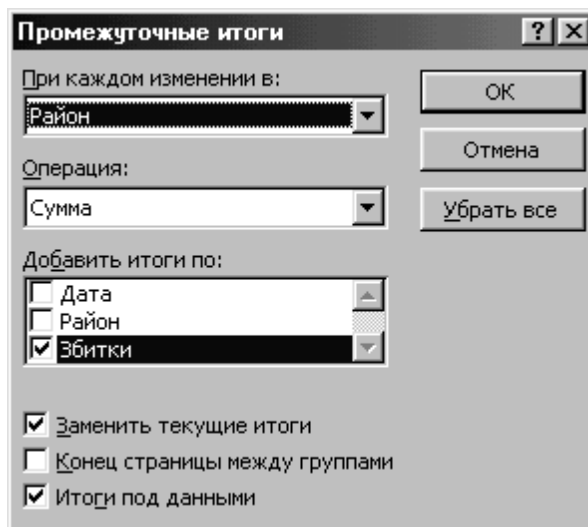 Промежуточные итоги
При каждом изменении в:
Район
ОК
Отмена
Операция:
Сумма
Убрать все
Добавить итоги по:
Дата
Район
Збитки
Заменить текущие итоги
Конец страницы между группами
Итоги под данными